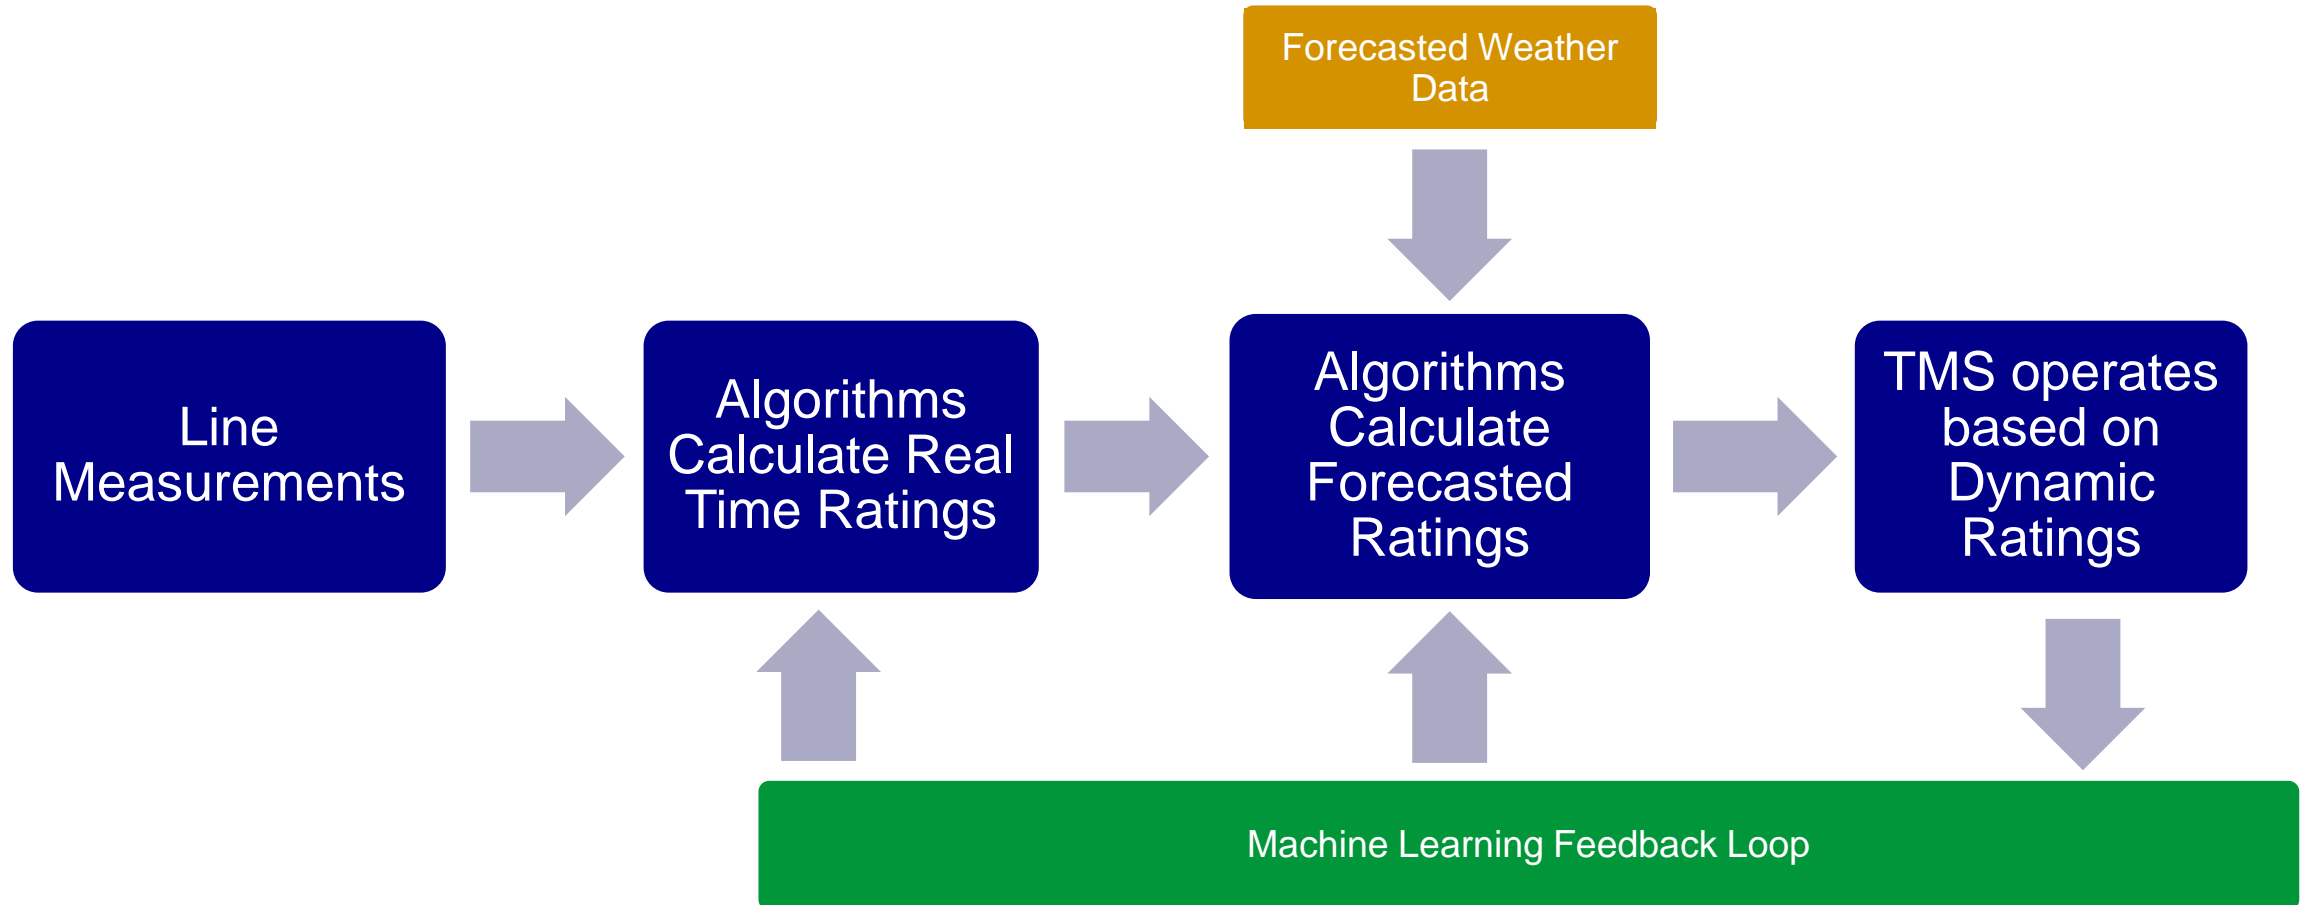 Forecasted Weather
Data
Line
Measurements
Algorithms
Calculate Real
Time Ratings
Algorithms
Calculate
Forecasted
Ratings
TMS operates
based on
Dynamic
Ratings
Machine Learning Feedback Loop